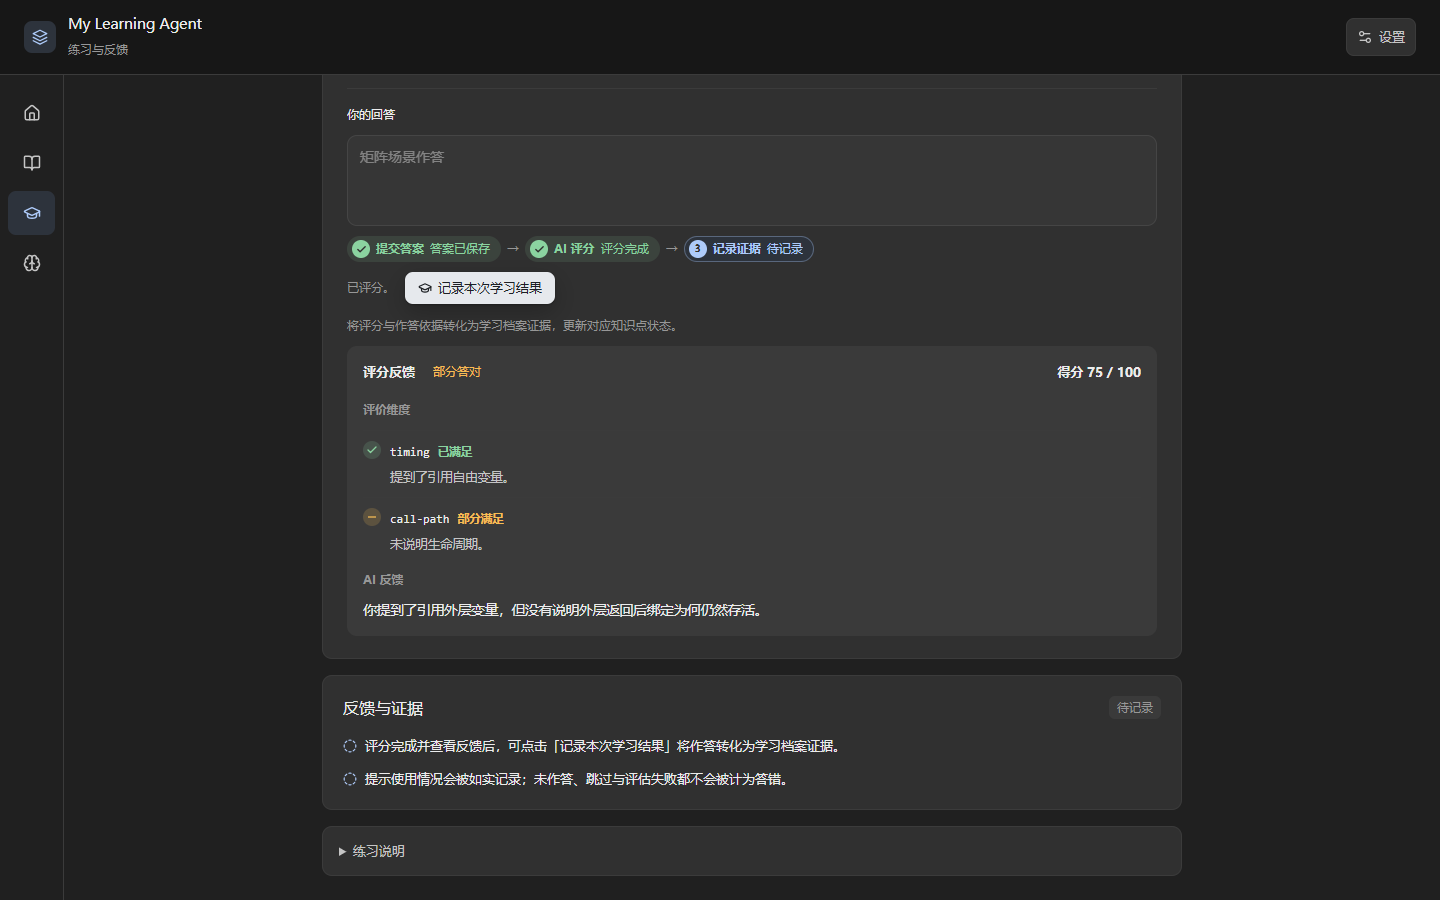 My Learning Agent
练习与反馈
设置
你的回答
矩阵场景作答
提交答案 答案已保存 → AI 评分 评分完成 → 3 记录证据 待记录
已评分。 记录本次学习结果
将评分与作答依据转化为学习档案证据，更新对应知识点状态。
评分反馈 部分答对 得分 75 / 100
评价维度
timing 已满足
提到了引用自由变量。
call-path 部分满足
未说明生命周期。
AI 反馈
你提到了引用外层变量，但没有说明外层返回后绑定为何仍然存活。
反馈与证据 待记录
评分完成并查看反馈后，可点击「记录本次学习结果」将作答转化为学习档案证据。
提示使用情况会被如实记录；未作答、跳过与评估失败都不会被计为答错。
练习说明